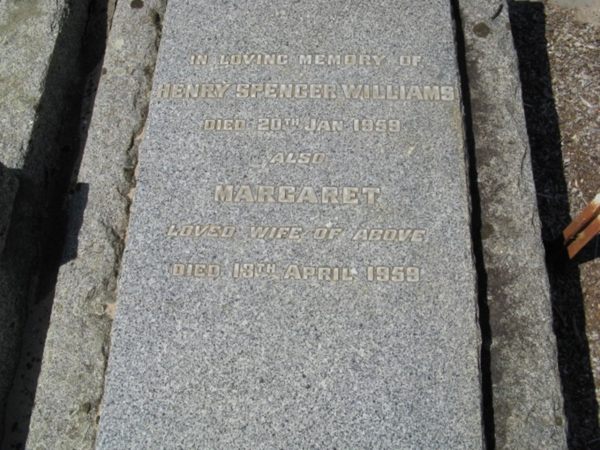 IN LOVING MEMORY OF
HENRY SPENCER WILLIAMS
DIED 20TH JAN 1959
ALSO
MARGARET
LOVED WIFE OF ABOVE
DIED 13TH APRIL 1959